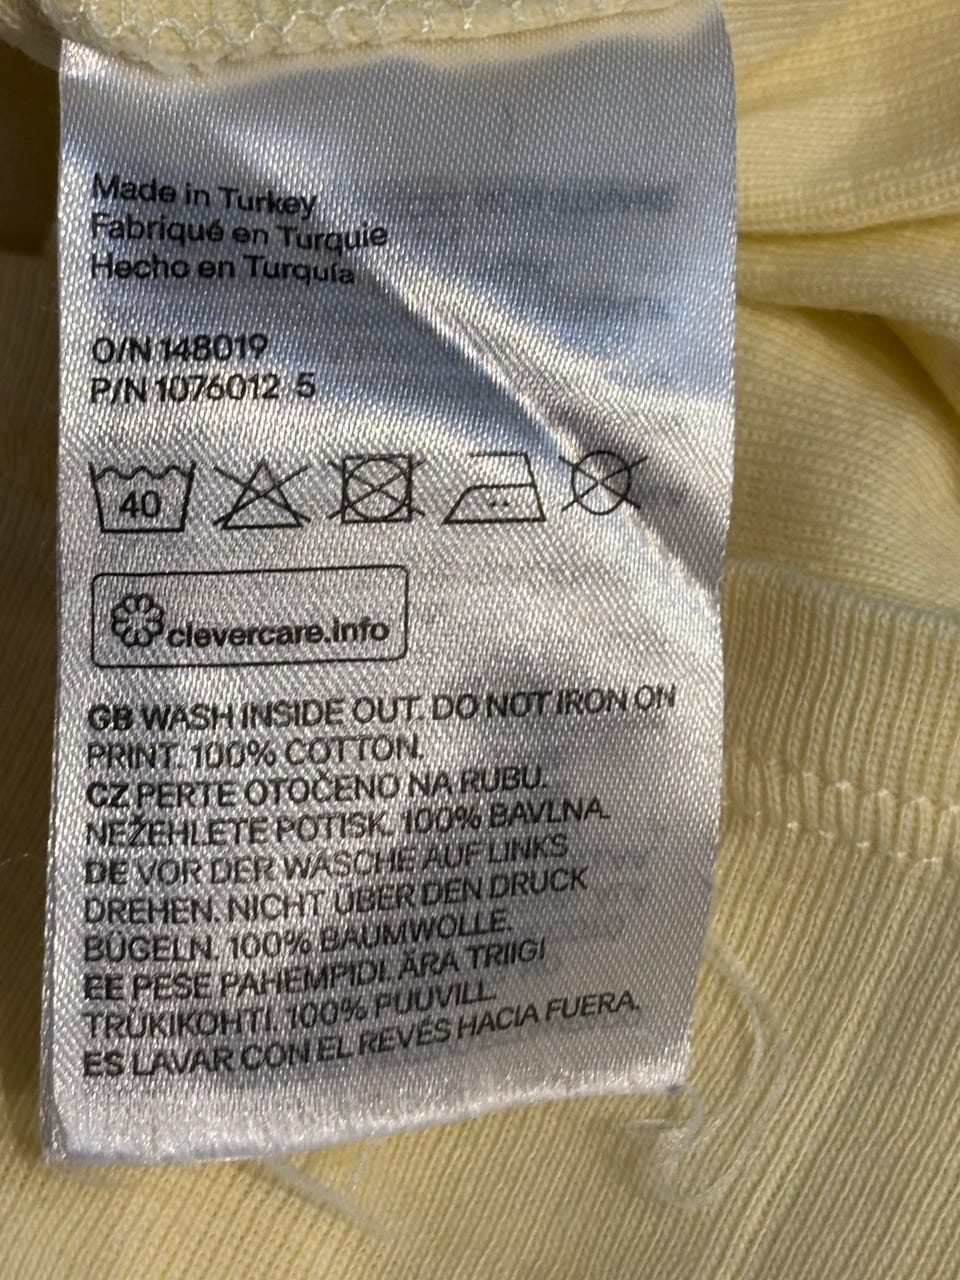 Made in Turkey
Fabriqué en Turquie
Hecho en Turquía
O/N 148019
P/N 1076012 5
40
clevercare.info
GB WASH INSIDE OUT. DO NOT IRON ON
PRINT. 100% COTTON.
CZ PERTE OTOČENO NA RUBU.
NEŽEHLETE POTISK. 100% BAVLNA.
DE VOR DER WÄSCHE AUF LINKS
DREHEN. NICHT ÜBER DEN DRUCK
BÜGELN. 100% BAUMWOLLE.
EE PESE PAHEMPIDI. ÄRA TRIIGI
TRÜKIKOHTI. 100% PUUVILL.
ES LAVAR CON EL REVÉS HACIA FUERA.